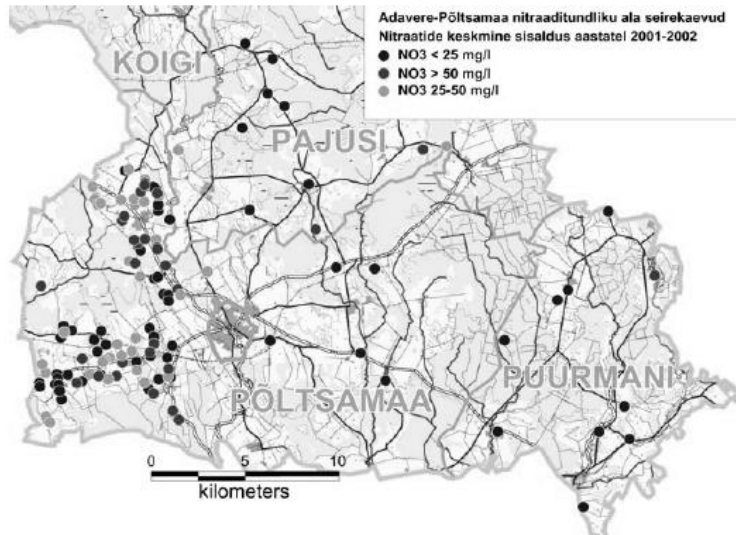 Adavere-Põltsamaa nitraaditundliku ala seirekaevud
Nitraatide keskmine sisaldus aastatel 2001-2002
NO3 < 25 mg/l
NO3 > 50 mg/l
NO3 25-50 mg/l
KOIGI
PAJUSI
PÕLTSAMAA
PUURMANI
0 5 10
kilometers